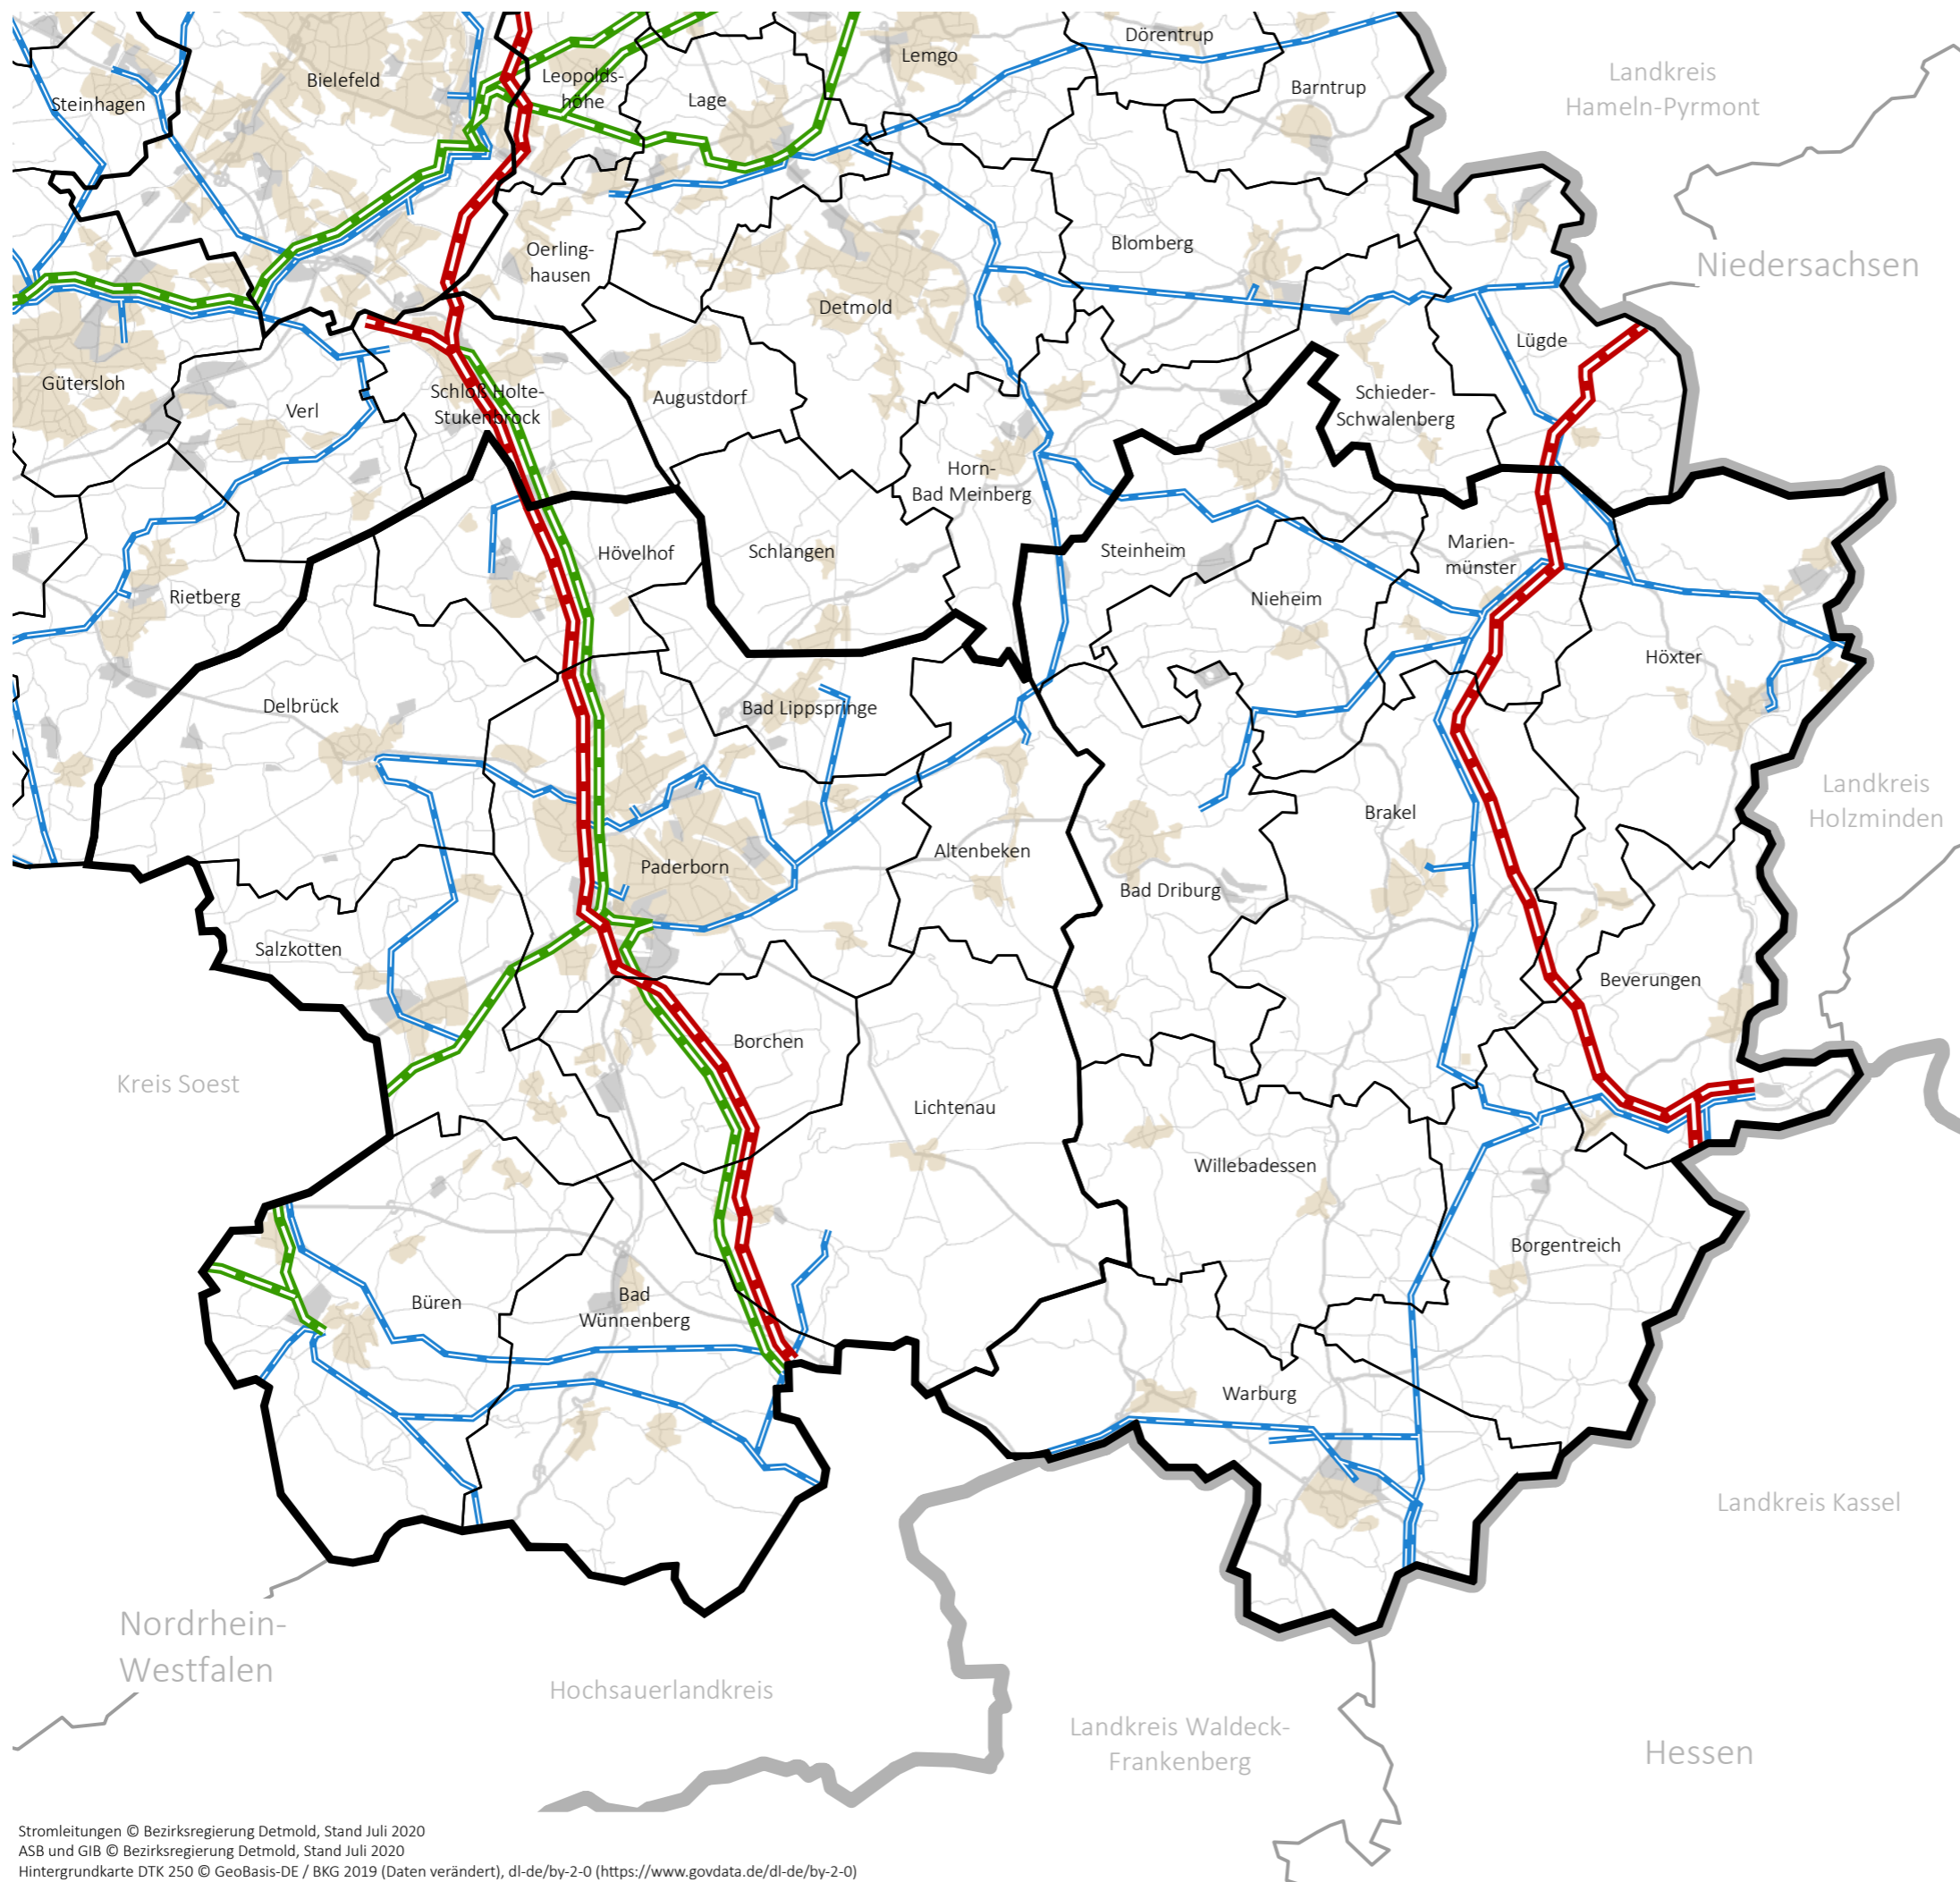 Dörentrup
Lemgo
Landkreis
Hameln-Pyrmont
Bielefeld
Leopolds-
höhe
Barntrup
Steinhagen
Lage
Blomberg
Niedersachsen
Oerling-
hausen
Detmold
Lügde
Gütersloh
Verl
Schloß Holte-
Stukenbrock
Augustdorf
Schieder-
Schwalenberg
Horn-
Bad Meinberg
Hövelhof
Schlangen
Steinheim
Marien-
münster
Rietberg
Nieheim
Höxter
Delbrück
Bad Lippspringe
Landkreis
Holzminden
Brakel
Paderborn
Altenbeken
Bad Driburg
Salzkotten
Beverungen
Borchen
Kreis Soest
Lichtenau
Willebadessen
Borgentreich
Büren
Bad
Wünnenberg
Warburg
Landkreis Kassel
Nordrhein-
Westfalen
Hochsauerlandkreis
Landkreis Waldeck-
Frankenberg
Hessen
Stromleitungen © Bezirksregierung Detmold, Stand Juli 2020
ASB und GIB © Bezirksregierung Detmold, Stand Juli 2020
Hintergrundkarte DTK 250 © GeoBasis-DE / BKG 2019 (Daten verändert), dl-de/by-2-0 (https://www.govdata.de/dl-de/by-2-0)